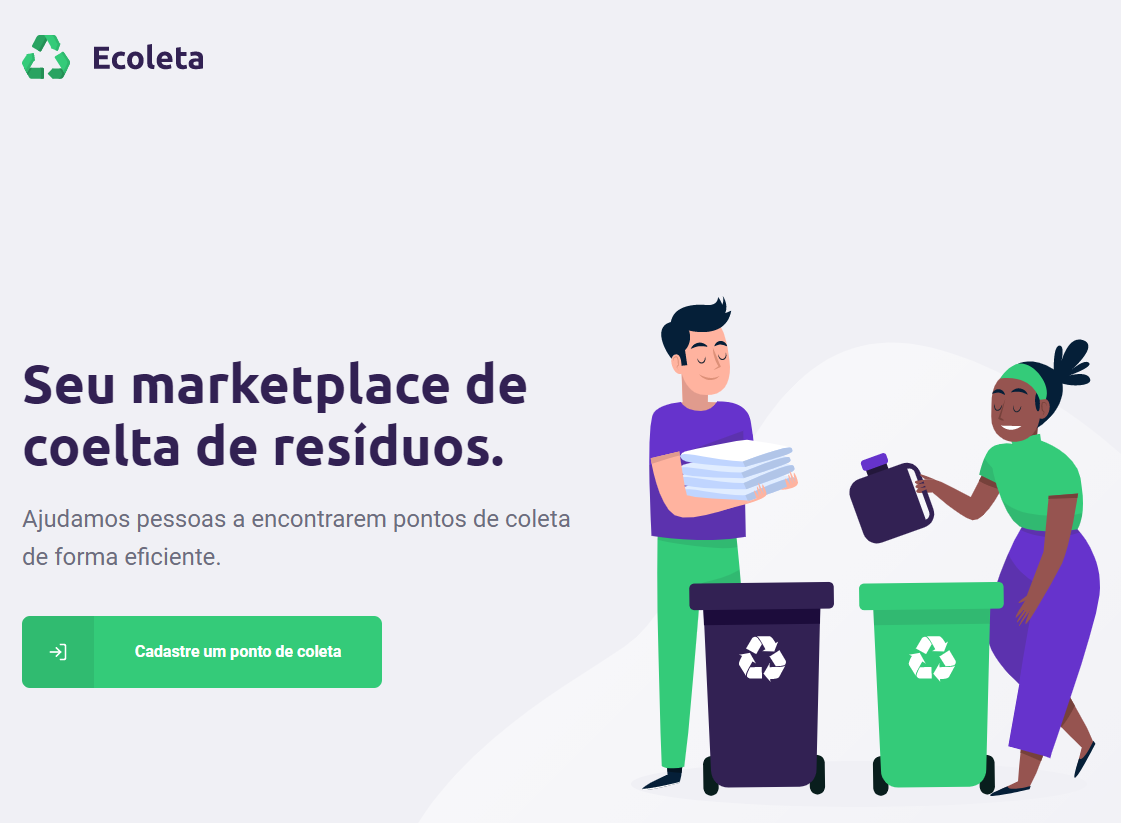 Ecoleta
Seu marketplace de
coelta de resíduos.
Ajudamos pessoas a encontrarem pontos de coleta
de forma eficiente.
Cadastre um ponto de coleta